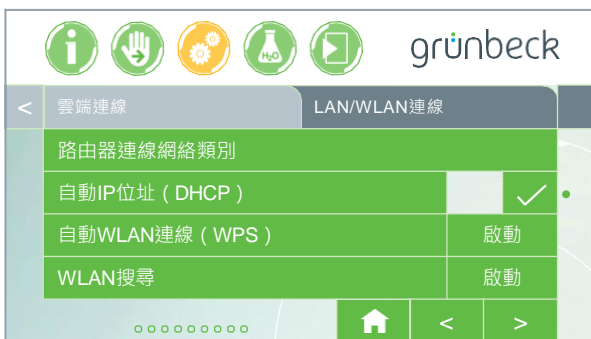 i H₂O grünbeck
< 雲端連線 LAN/WLAN連線
路由器連線網絡類別
自動IP位址（DHCP）
自動WLAN連線（WPS） 啟動
WLAN搜尋 啟動
< >